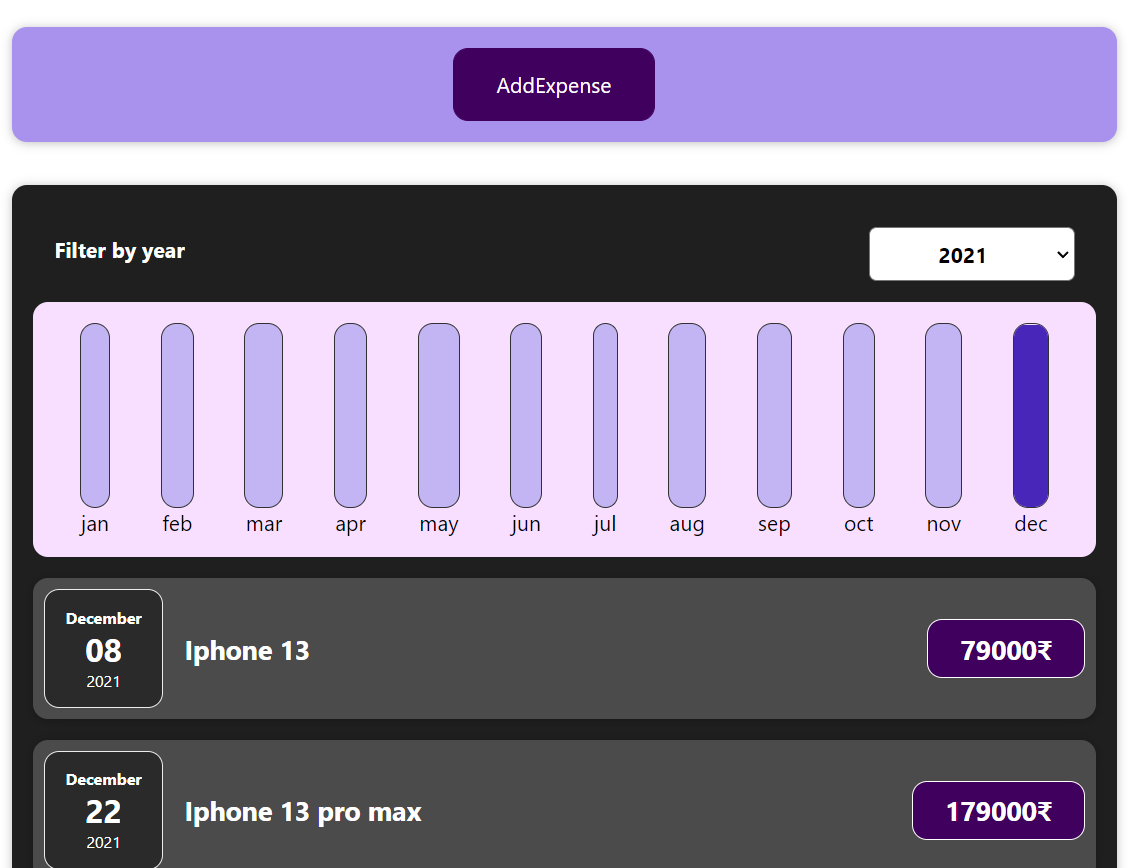 AddExpense
Filter by year
2021
jan feb mar apr may jun jul aug sep oct nov dec
December
08
2021
Iphone 13
79000₹
December
22
2021
Iphone 13 pro max
179000₹